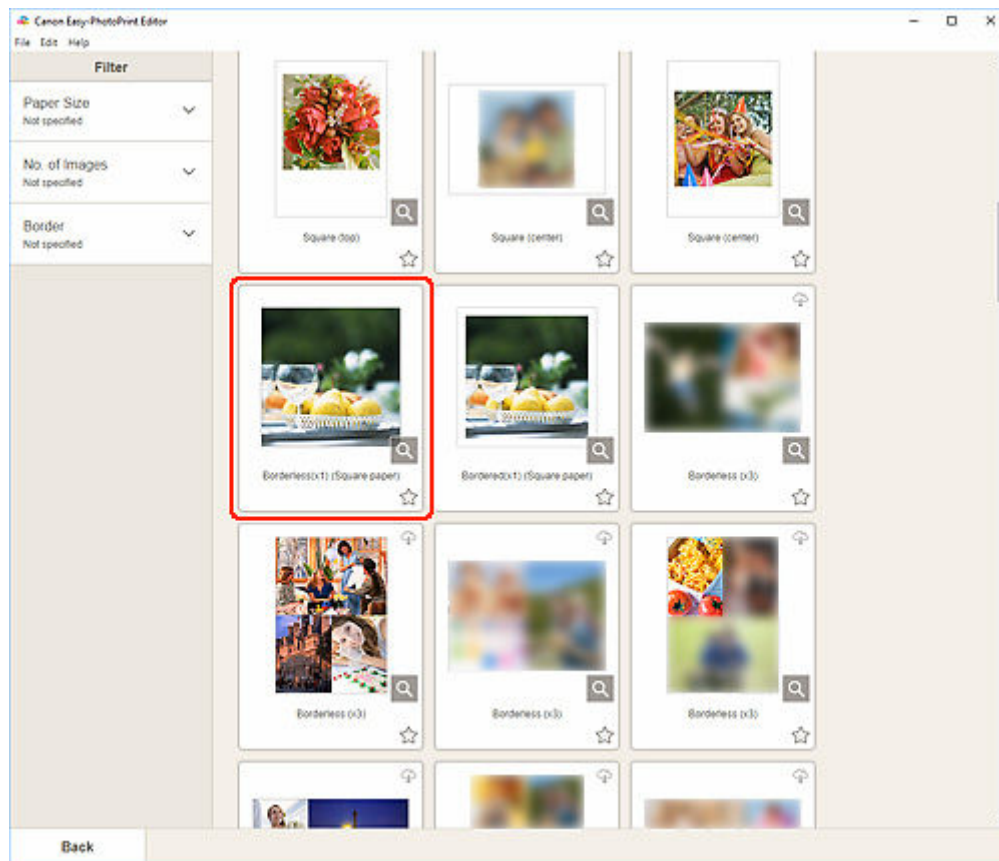 Canon Easy-PhotoPrint Editor
File Edit Help
Filter
Paper Size
Not specified
No. of Images
Not specified
Border
Not specified
Square (top)
Square (center)
Square (center)
Borderless(x1) (Square paper)
Bordered(x1) (Square paper)
Borderless (x3)
Borderless (x3)
Borderless (x3)
Borderless (x3)
Back